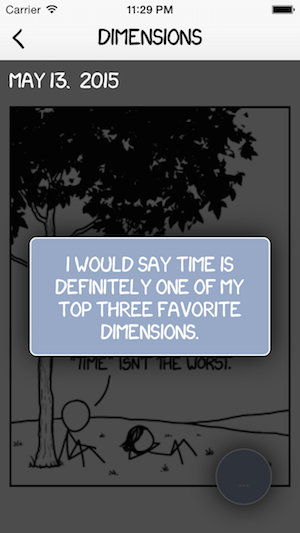 Carrier 11:29 PM
DIMENSIONS
MAY 13, 2015
I WOULD SAY TIME IS
DEFINITELY ONE OF MY
TOP THREE FAVORITE
DIMENSIONS.
"TIME" ISN'T THE WORST.
...